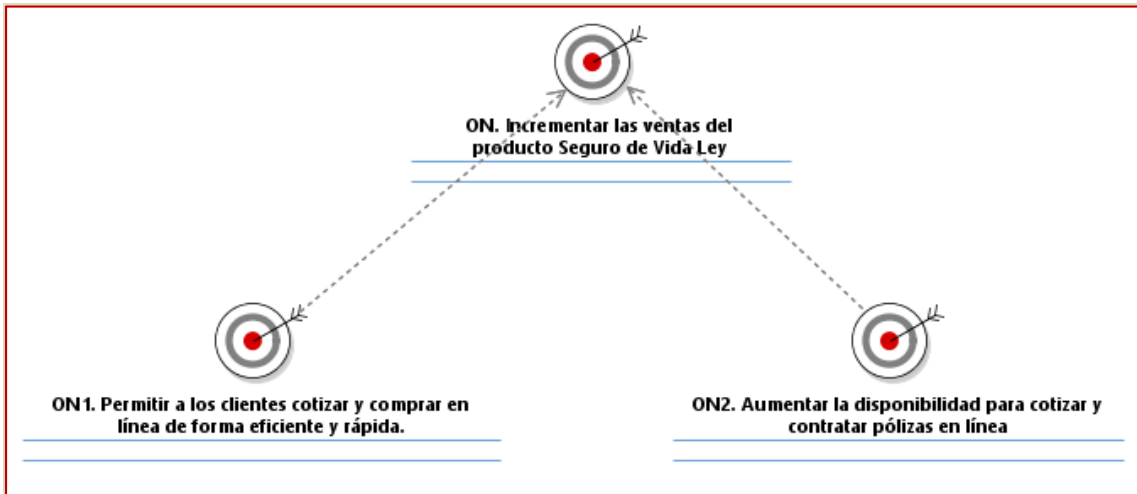 ON. Incrementar las ventas del
producto Seguro de Vida Ley
ON1. Permitir a los clientes cotizar y comprar en
línea de forma eficiente y rápida.
ON2. Aumentar la disponibilidad para cotizar y
contratar pólizas en línea